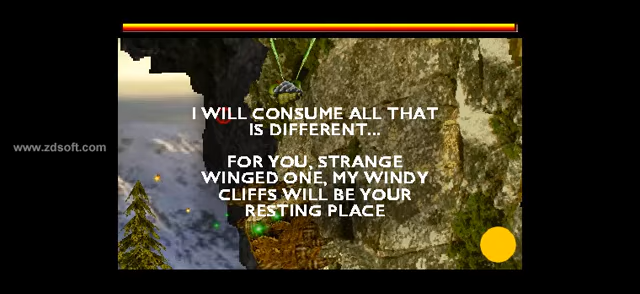 I WILL CONSUME ALL THAT
IS DIFFERENT...
FOR YOU, STRANGE
WINGED ONE, MY WINDY
CLIFFS WILL BE YOUR
RESTING PLACE
www.zdsoft.com